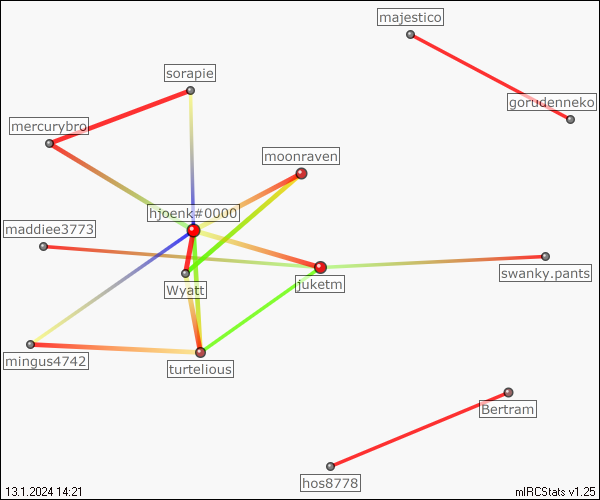 majestico
sorapie
gorudenneko
mercurybro
moonraven
hjoenk#0000
maddiee3773
swanky.pants
juketm
Wyatt
mingus4742
turtelious
Bertram
hos8778
13.1.2024 14:21
mIRCStats v1.25